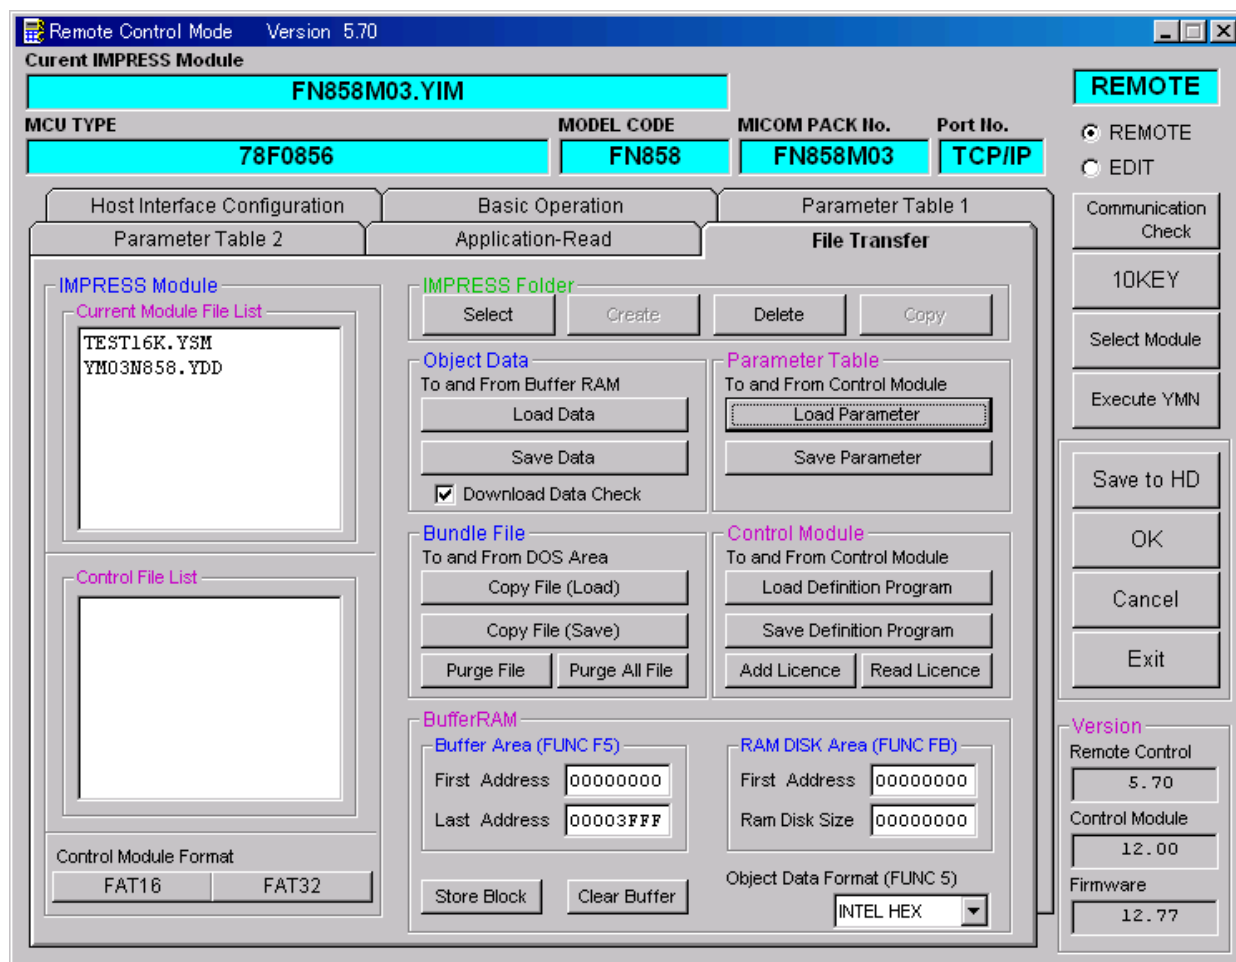 Remote Control Mode Version 5.70
Curent IMPRESS Module
FN858M03.YIM
MCU TYPE
MODEL CODE
MICOM PACK No.
Port No.
78F0856
FN858
FN858M03
TCP/IP
REMOTE
REMOTE
EDIT
Host Interface Configuration
Basic Operation
Parameter Table 1
Parameter Table 2
Application-Read
File Transfer
IMPRESS Module
Current Module File List
TEST16K.YSM
YM03N858.YDD
Control File List
Control Module Format
FAT16
FAT32
IMPRESS Folder
Select
Create
Delete
Copy
Object Data
To and From Buffer RAM
Load Data
Save Data
Download Data Check
Parameter Table
To and From Control Module
Load Parameter
Save Parameter
Bundle File
To and From DOS Area
Copy File (Load)
Copy File (Save)
Purge File
Purge All File
Control Module
To and From Control Module
Load Definition Program
Save Definition Program
Add Licence
Read Licence
BufferRAM
Buffer Area (FUNC F5)
First Address 00000000
Last Address 00003FFF
RAM DISK Area (FUNC FB)
First Address 00000000
Ram Disk Size 00000000
Store Block
Clear Buffer
Object Data Format (FUNC 5)
INTEL HEX
Communication
Check
10KEY
Select Module
Execute YMN
Save to HD
OK
Cancel
Exit
Version
Remote Control
5.70
Control Module
12.00
Firmware
12.77